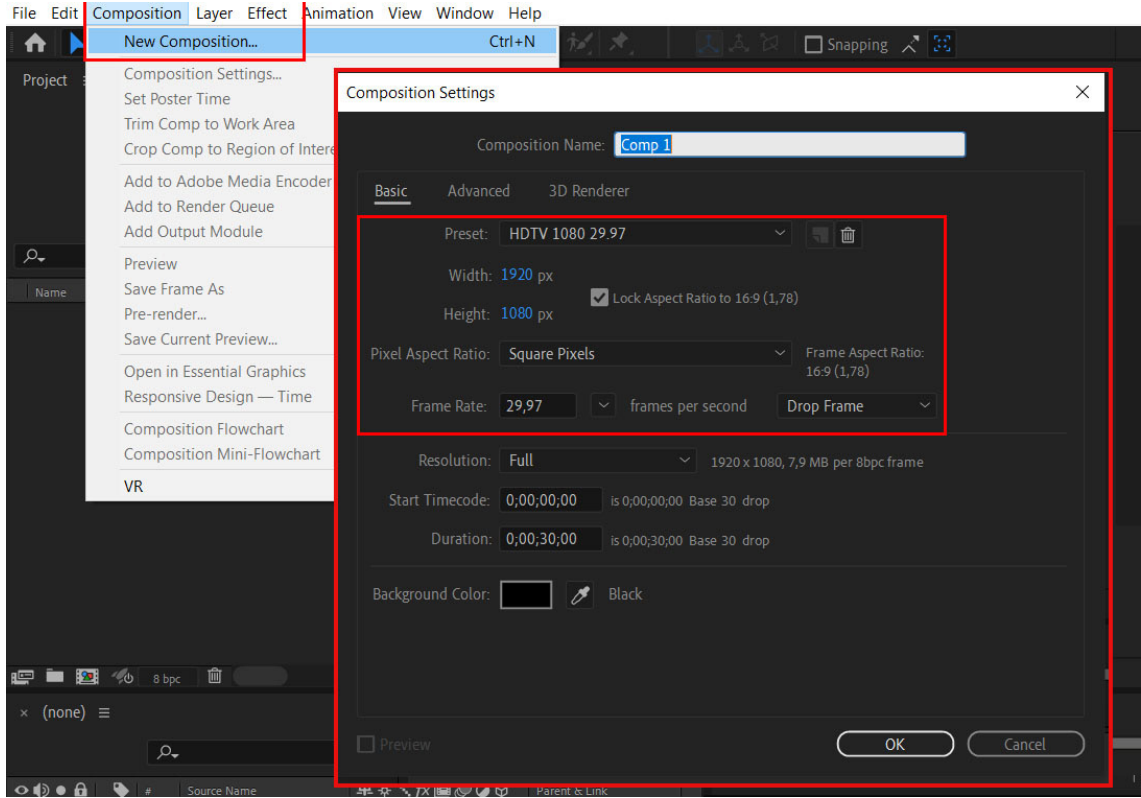 File Edit Composition Layer Effect Animation View Window Help
New Composition... Ctrl+N
Snapping
Project
Composition Settings...
Set Poster Time
Trim Comp to Work Area
Crop Comp to Region of Intere
Add to Adobe Media Encoder
Add to Render Queue
Add Output Module
Preview
Save Frame As
Pre-render...
Save Current Preview...
Open in Essential Graphics
Responsive Design — Time
Composition Flowchart
Composition Mini-Flowchart
VR
Name
8 bpc
(none)
# Source Name
Parent & Link
Composition Settings
Composition Name: Comp 1
Basic Advanced 3D Renderer
Preset: HDTV 1080 29.97
Width: 1920 px
Lock Aspect Ratio to 16:9 (1,78)
Height: 1080 px
Pixel Aspect Ratio: Square Pixels
Frame Aspect Ratio:
16:9 (1,78)
Frame Rate: 29,97 frames per second Drop Frame
Resolution: Full 1920 x 1080, 7,9 MB per 8bpc frame
Start Timecode: 0;00;00;00 is 0;00;00;00 Base 30 drop
Duration: 0;00;30;00 is 0;00;30;00 Base 30 drop
Background Color: Black
Preview
OK Cancel